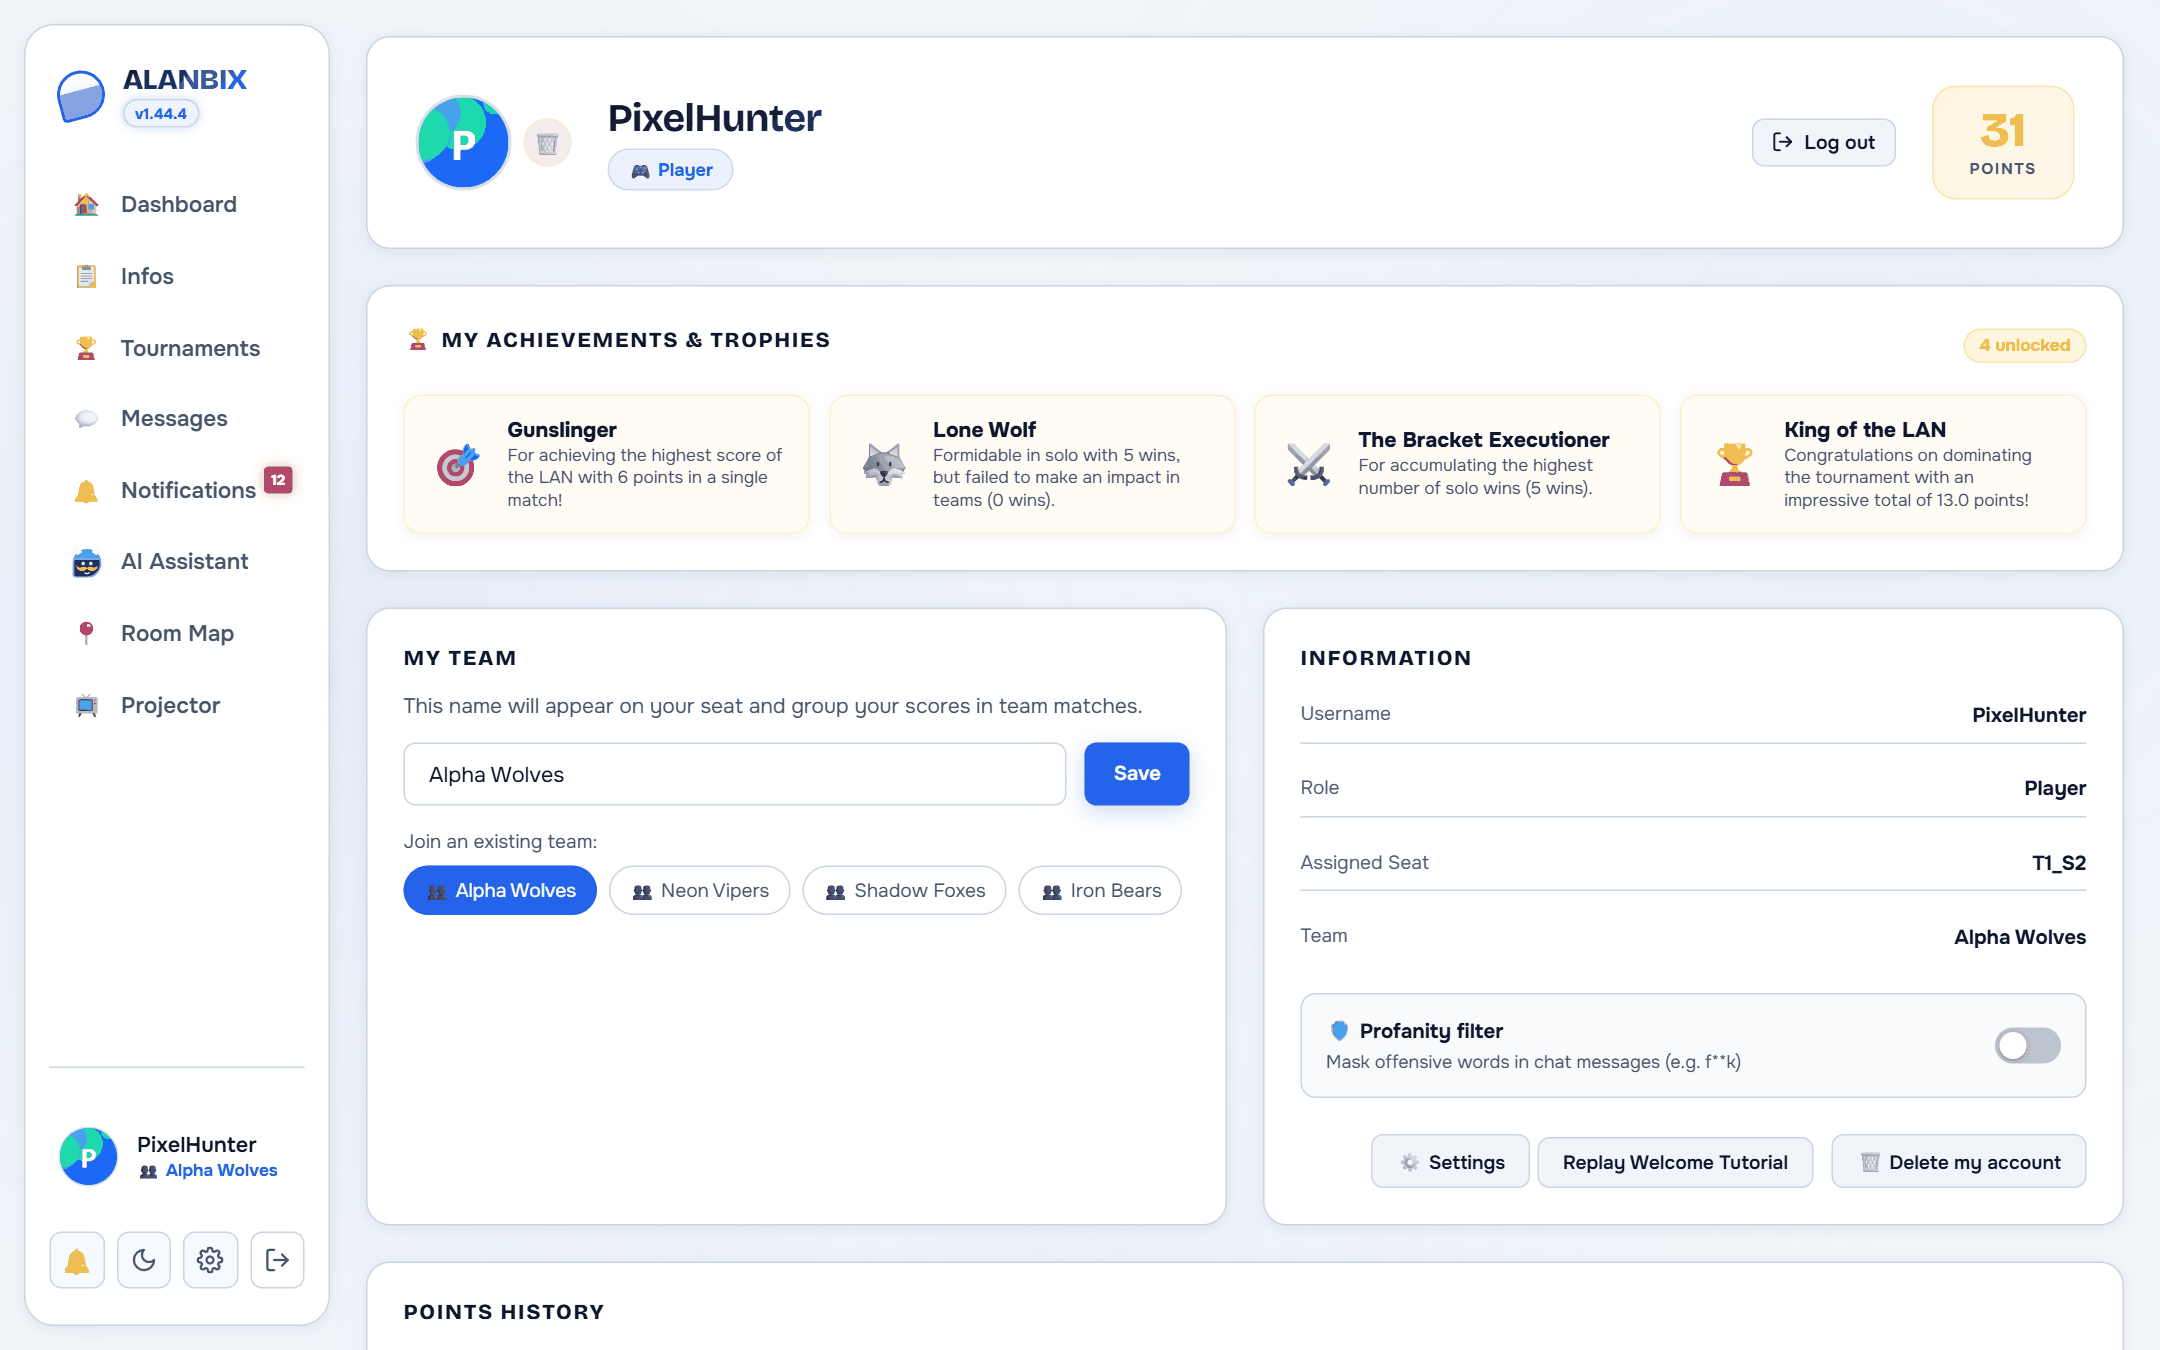 ALANBIX
v1.44.4
Dashboard
Infos
Tournaments
Messages
Notifications
12
AI Assistant
Room Map
Projector
P
PixelHunter
Alpha Wolves
P
PixelHunter
Player
Log out
31
POINTS
MY ACHIEVEMENTS & TROPHIES
4 unlocked
Gunslinger
For achieving the highest score of
the LAN with 6 points in a single
match!
Lone Wolf
Formidable in solo with 5 wins,
but failed to make an impact in
teams (0 wins).
The Bracket Executioner
For accumulating the highest
number of solo wins (5 wins).
King of the LAN
Congratulations on dominating
the tournament with an
impressive total of 13.0 points!
MY TEAM
This name will appear on your seat and group your scores in team matches.
Alpha Wolves
Save
Join an existing team:
Alpha Wolves
Neon Vipers
Shadow Foxes
Iron Bears
INFORMATION
Username
PixelHunter
Role
Player
Assigned Seat
T1_S2
Team
Alpha Wolves
Profanity filter
Mask offensive words in chat messages (e.g. f**k)
Settings
Replay Welcome Tutorial
Delete my account
POINTS HISTORY